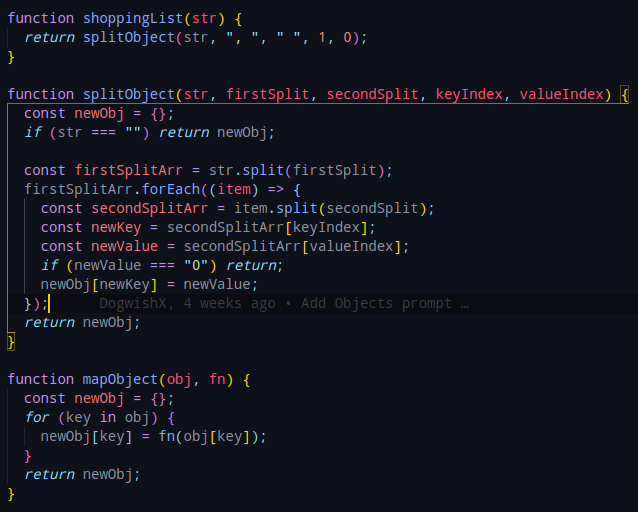 function shoppingList(str) {
  return splitObject(str, ", ", " ", 1, 0);
}

function splitObject(str, firstSplit, secondSplit, keyIndex, valueIndex) {
  const newObj = {};
  if (str === "") return newObj;

  const firstSplitArr = str.split(firstSplit);
  firstSplitArr.forEach((item) => {
    const secondSplitArr = item.split(secondSplit);
    const newKey = secondSplitArr[keyIndex];
    const newValue = secondSplitArr[valueIndex];
    if (newValue === "0") return;
    newObj[newKey] = newValue;
  });      DogwishX, 4 weeks ago • Add Objects prompt …
  return newObj;
}

function mapObject(obj, fn) {
  const newObj = {};
  for (key in obj) {
    newObj[key] = fn(obj[key]);
  }
  return newObj;
}